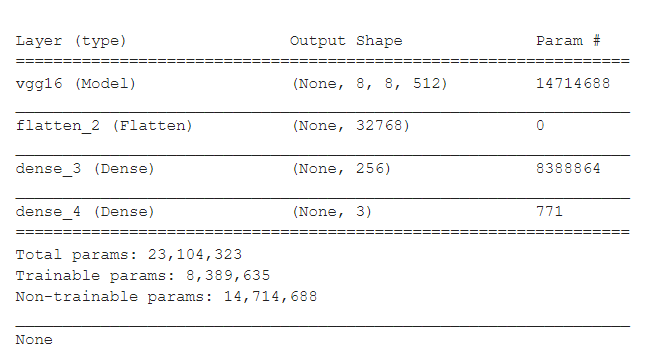 Layer (type) Output Shape Param #
=================================================================
vgg16 (Model) (None, 8, 8, 512) 14714688
_________________________________________________________________
flatten_2 (Flatten) (None, 32768) 0
_________________________________________________________________
dense_3 (Dense) (None, 256) 8388864
_________________________________________________________________
dense_4 (Dense) (None, 3) 771
=================================================================
Total params: 23,104,323
Trainable params: 8,389,635
Non-trainable params: 14,714,688
_________________________________________________________________
None